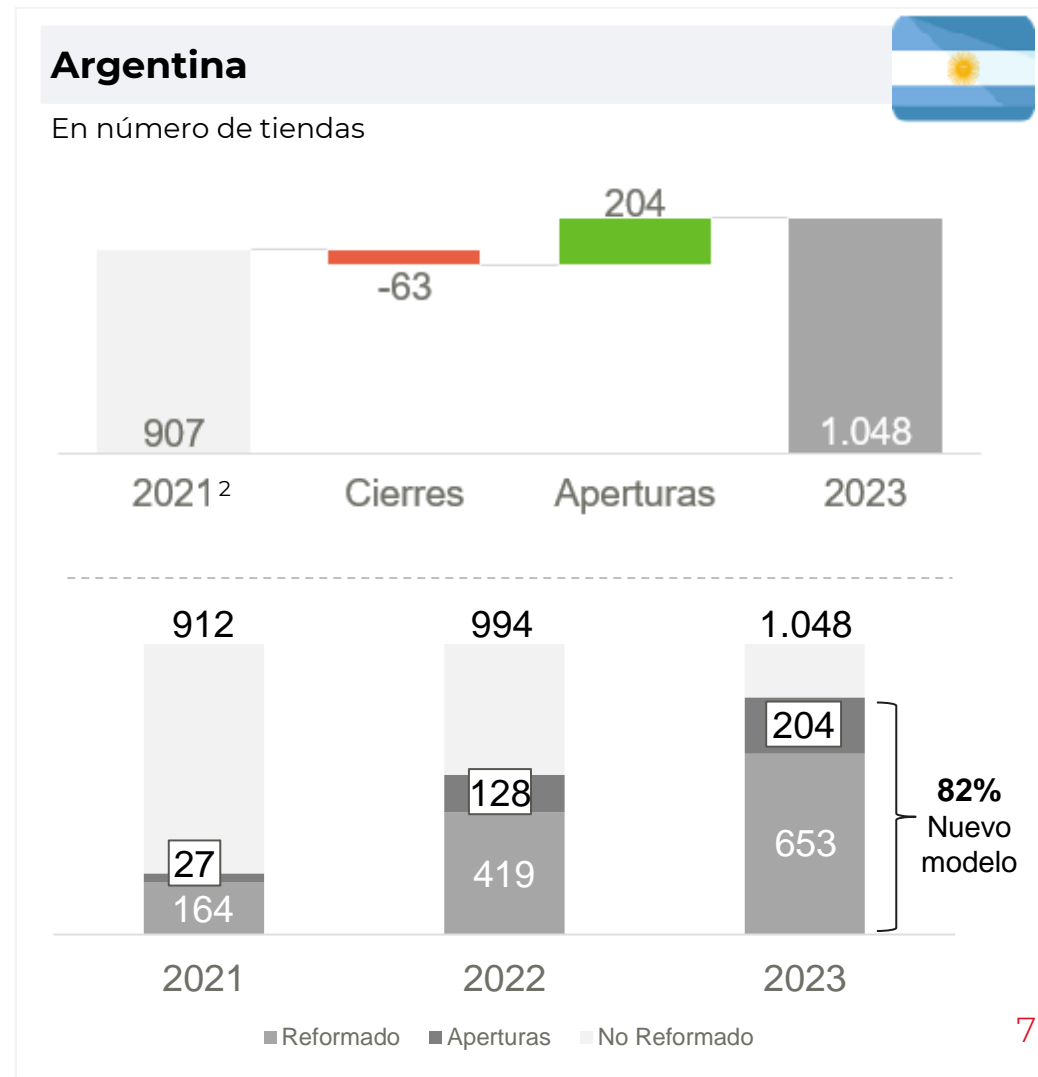 Argentina
En número de tiendas
204
-63
907
1.048
2021²
Cierres
Aperturas
2023
912
994
1.048
204
128
82%
Nuevo
modelo
653
27
419
164
2021
2022
2023
Reformado
Aperturas
No Reformado
7